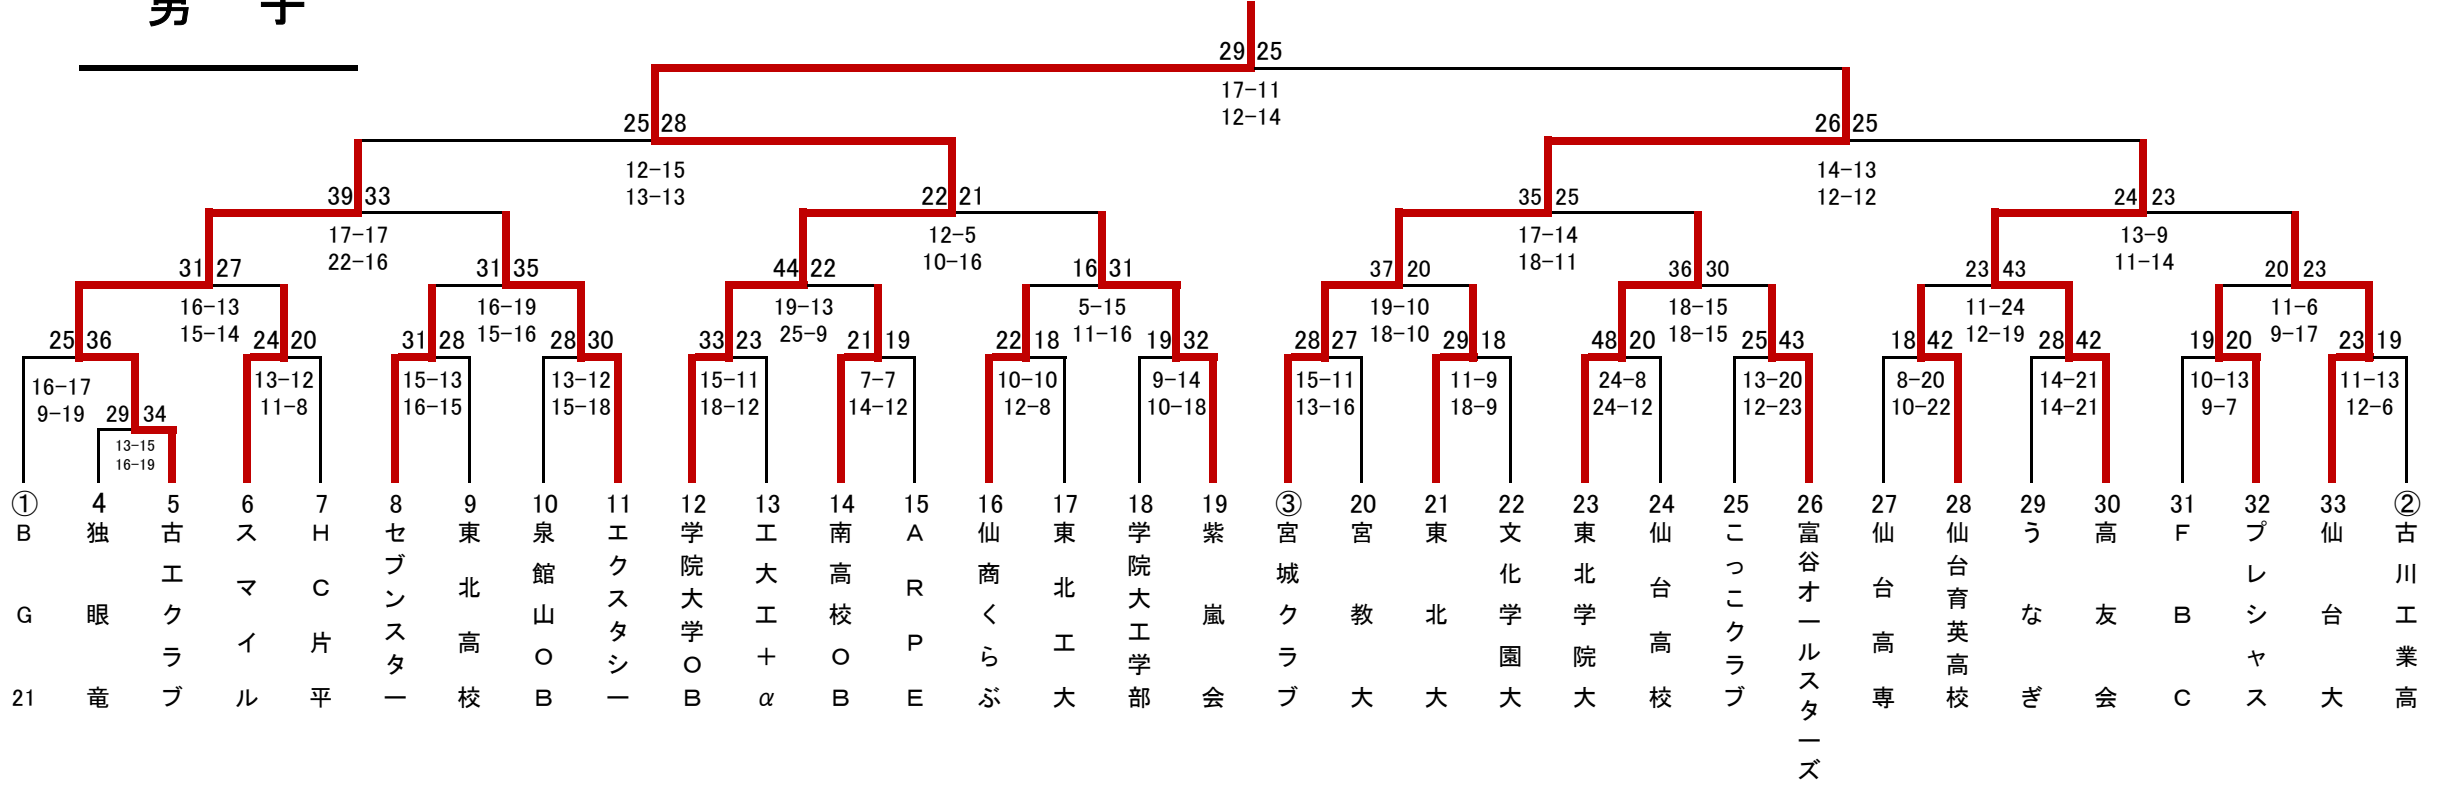 男　子
29 25
17-11
12-14
25 28
26 25
12-15
13-13
14-13
12-12
39 33
22 21
35 25
24 23
17-17
22-16
12-5
10-16
17-14
18-11
13-9
11-14
31 27
31 35
44 22
16 31
37 20
36 30
23 43
20 23
16-13
15-14
16-19
15-16
19-13
25-9
5-15
11-16
19-10
18-10
18-15
18-15
11-24
12-19
11-6
9-17
25 36
24 20
31 28
28 30
33 23
21 19
22 18
19 32
28 27
29 18
48 20
25 43
18 42
28 42
19 20
23 19
16-17
9-19
13-12
11-8
15-13
16-15
13-12
15-18
15-11
18-12
7-7
14-12
10-10
12-8
9-14
10-18
15-11
13-16
11-9
18-9
24-8
24-12
13-20
12-23
8-20
10-22
14-21
14-21
10-13
9-7
11-13
12-6
29 34
13-15
16-19
① ＢＧ21
4 独眼竜
5 古工クラブ
6 スマイル
7 ＨＣ片平
8 セブンスター
9 東北高校
10 泉館山ＯＢ
11 エクスタシー
12 学院大学ＯＢ
13 工大工＋α
14 南高校ＯＢ
15 ＡＲＰＥ
16 仙商くらぶ
17 東北工大
18 学院大工学部
19 紫嵐会
③ 宮城クラブ
20 宮教大
21 東北大
22 文化学園大
23 東北学院大
24 仙台高校
25 こっこクラブ
26 富谷オールスターズ
27 仙台高専
28 仙台育英高校
29 うなぎ
30 高友会
31 ＦＢＣ
32 プレシャス
33 仙台大
② 古川工業高